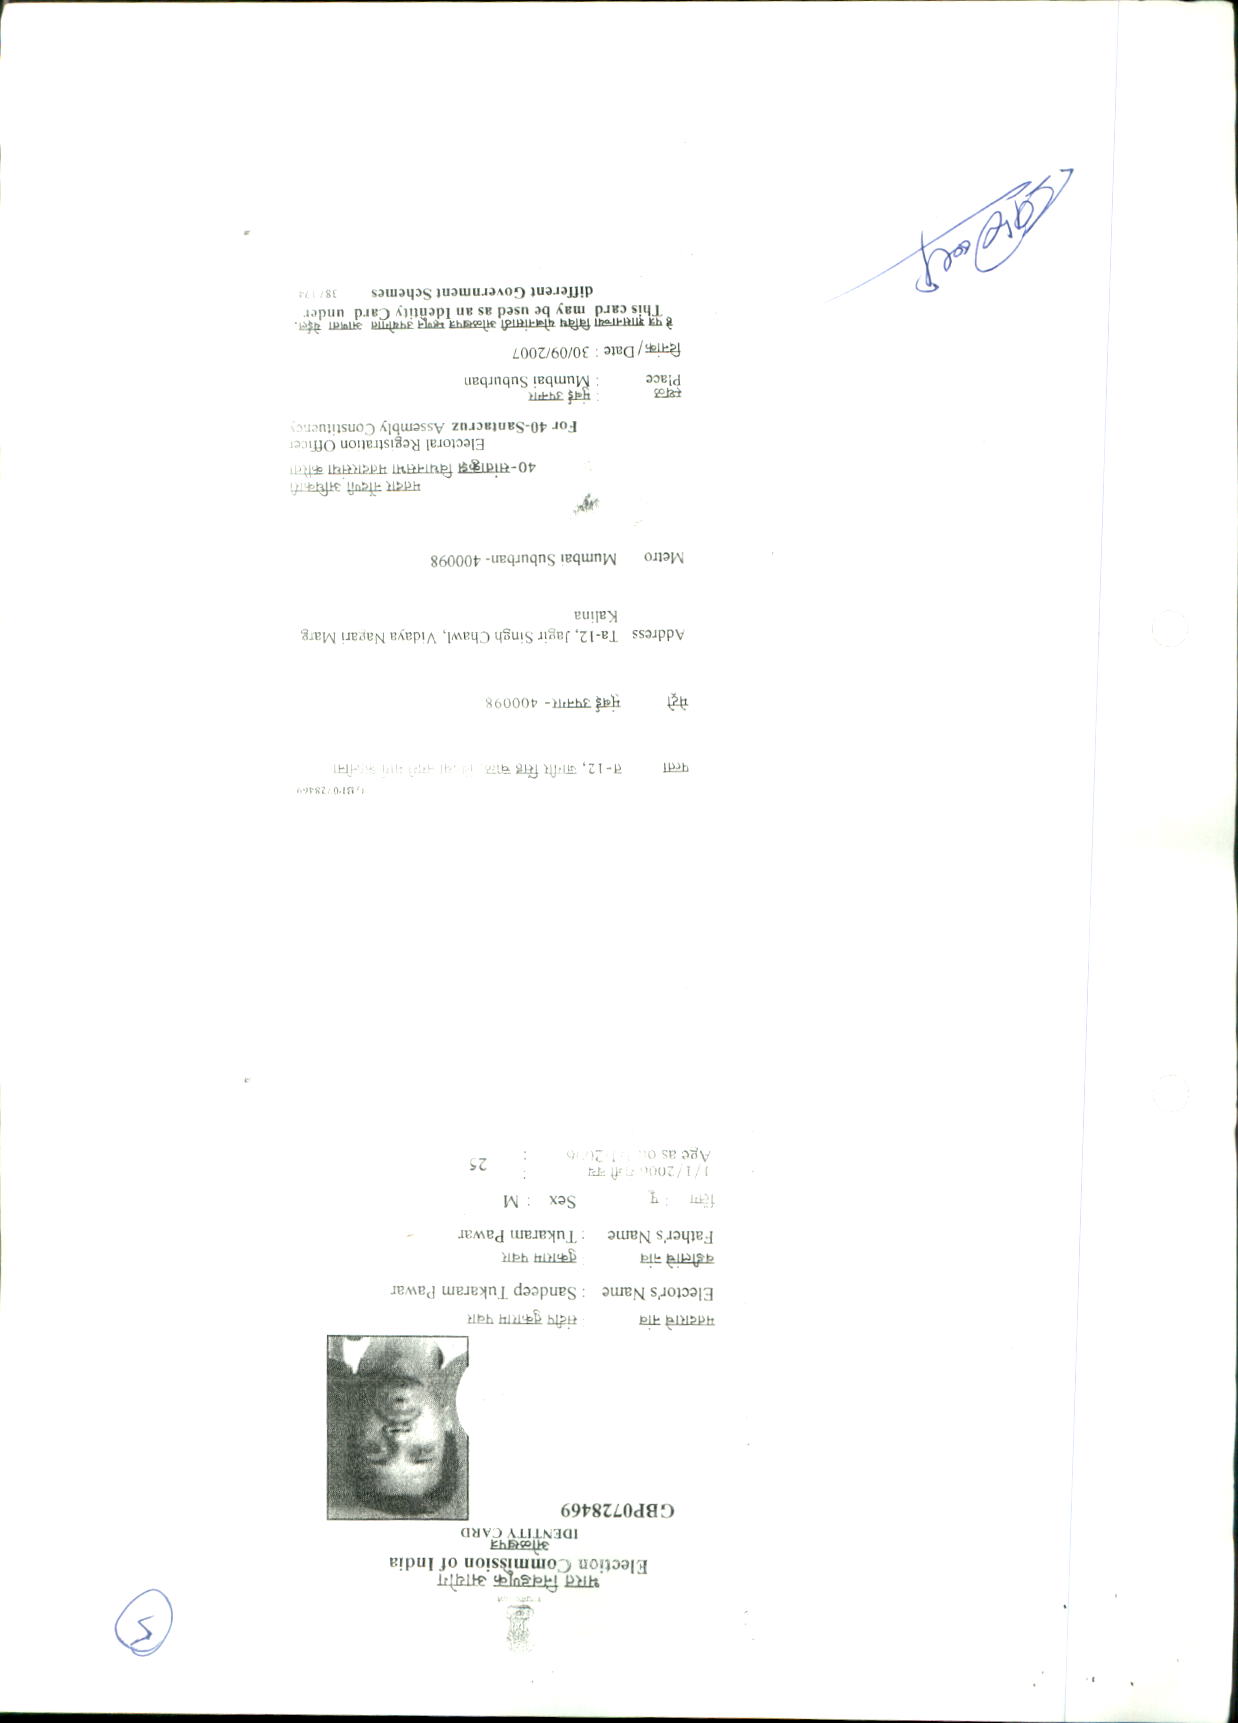 5
भारत निवडणूक आयोग
Election Commission of India
ओळखपत्र
IDENTITY CARD
GBP0728469
मतदाराचे नांव : संदीप तुकाराम पवार
Elector's Name : Sandeep Tukaram Pawar
वडीलांचे नांव तुकाराम पवार
Father's Name : Tukaram Pawar
लिंग : पू Sex : M
1/1/2006 रोजी वय :
Age as on 1/1/2006 : 25
GBP0728469
पत्ता त-12, जागीर सिंह चाळ, नगरी मार्ग कालीना
मेट्रो मुंबई उपनगर- 400098
Address Ta-12, Jagir Singh Chawl, Vidaya Nagari Marg
Kalina
Metro Mumbai Suburban- 400098
मतदार नोंदणी अधिकारी
40-सांताक्रुझ विधानसभा मतदारसंघा करिता
Electoral Registration Officer
For 40-Santacruz Assembly Constituency
स्थळ : मुंबई उपनगर
Place : Mumbai Suburban
दिनांक / Date : 30/09/2007
हे पत्र शासनाच्या विविध योजनांसाठी ओळखपत्र म्हणून उपयोगात आणता येईल.
This card may be used as an Identity Card under
different Government Schemes